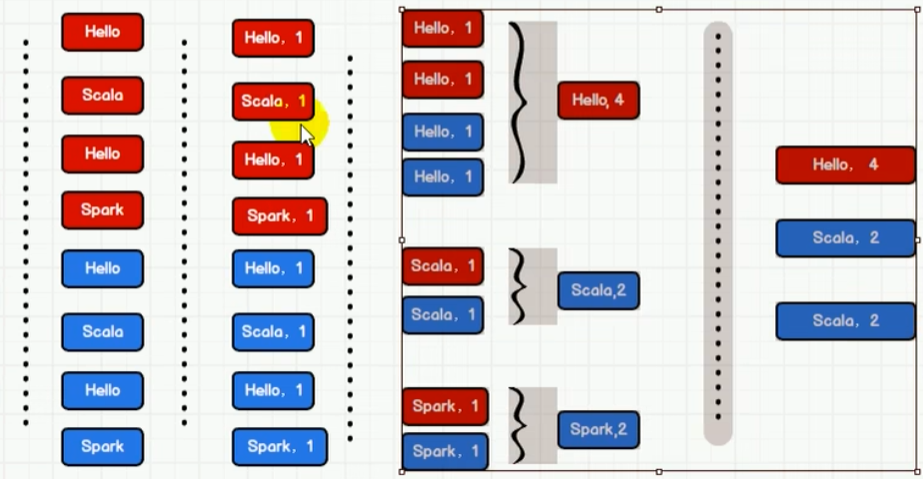 Hello
Scala
Hello
Spark
Hello
Scala
Hello
Spark
Hello, 1
Scala, 1
Hello, 1
Spark, 1
Hello, 1
Scala, 1
Hello, 1
Spark, 1
Hello, 1
Hello, 1
Hello, 1
Hello, 1
Scala, 1
Scala, 1
Spark, 1
Spark, 1
Hello, 4
Scala,2
Spark,2
Hello, 4
Scala, 2
Scala, 2